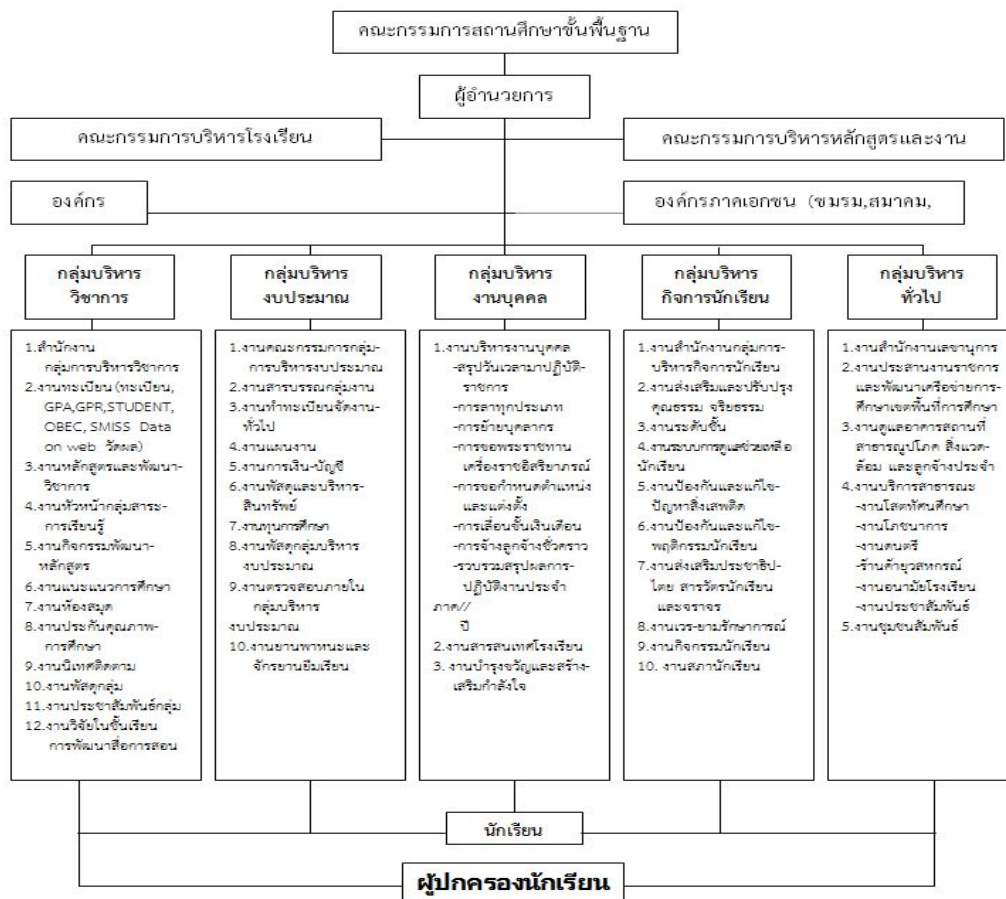 คณะกรรมการสถานศึกษาขั้นพื้นฐาน
ผู้อำนวยการ
คณะกรรมการบริหารโรงเรียน
คณะกรรมการบริหารหลักสูตรและงาน
องค์กร
องค์กรภาคเอกชน (ชมรม,สมาคม,
กลุ่มบริหาร
วิชาการ
กลุ่มบริหาร
งบประมาณ
กลุ่มบริหาร
งานบุคคล
กลุ่มบริหาร
กิจการนักเรียน
กลุ่มบริหาร
ทั่วไป
1.สำนักงาน
กลุ่มการบริหารวิชาการ
2.งานทะเบียน(ทะเบียน,
GPA,GPR,STUDENT,
OBEC, SMISS Data
on web วัดผล)
3.งานหลักสูตรและพัฒนา-
วิชาการ
4.งานหัวหน้ากลุ่มสาระ-
การเรียนรู้
5.งานกิจกรรมพัฒนา-
หลักสูตร
6.งานแนะแนวการศึกษา
7.งานห้องสมุด
8.งานประกันคุณภาพ-
การศึกษา
9.งานนิเทศติดตาม
10.งานพัสดุกลุ่ม
11.งานประชาสัมพันธ์กลุ่ม
12.งานวิจัยในชั้นเรียน
การพัฒนาสื่อการสอน
1.งานคณะกรรมการกลุ่ม-
การบริหารงบประมาณ
2.งานสารบรรณกลุ่มงาน
3.งานทำทะเบียนจัดงาน-
ทั่วไป
4.งานแผนงาน
5.งานการเงิน-บัญชี
6.งานพัสดุและบริหาร-
สินทรัพย์
7.งานทุนการศึกษา
8.งานพัสดุกลุ่มบริหาร
งบประมาณ
9.งานตรวจสอบภายใน
กลุ่มบริหาร
งบประมาณ
10.งานยานพาหนะและ
จักรยานยืมเรียน
1.งานบริหารงานบุคคล
-สรุปวันเวลามาปฏิบัติ-
ราชการ
-การลาทุกประเภท
-การย้ายบุคลากร
-การขอพระราชทาน
เครื่องราชอิสริยาภรณ์
-การขอกำหนดตำแหน่ง
และแต่งตั้ง
-การเลื่อนขั้นเงินเดือน
-การจ้างลูกจ้างชั่วคราว
-รวบรวมสรุปผลการ-
ปฏิบัติงานประจำ
ภาค//
ปี
2.งานสารสนเทศโรงเรียน
3. งานบำรุงขวัญและสร้าง-
เสริมกำลังใจ
1.งานสำนักงานกลุ่มการ-
บริหารกิจการนักเรียน
2.งานส่งเสริมและปรับปรุง
คุณธรรม จริยธรรม
3.งานระดับชั้น
4.งานระบบการดูแลช่วยเหลือ
นักเรียน
5.งานป้องกันและแก้ไข-
ปัญหาสิ่งเสพติด
6.งานป้องกันและแก้ไข-
พฤติกรรมนักเรียน
7.งานส่งเสริมประชาธิป-
ไตย สารวัตรนักเรียน
และจราจร
8.งานเวร-ยามรักษาการณ์
9.งานกิจกรรมนักเรียน
10. งานสภานักเรียน
1.งานสำนักงานเลขานุการ
2.งานประสานงานราชการ
และพัฒนาเครือข่ายการ-
ศึกษาเขตพื้นที่การศึกษา
3.งานดูแลอาคารสถานที่
สาธารณูปโภค สิ่งแวด-
ล้อม และลูกจ้างประจำ
4.งานบริการสาธารณะ
-งานโสตทัศนศึกษา
-งานโภชนาการ
-งานดนตรี
-ร้านค้ายุวสหกรณ์
-งานอนามัยโรงเรียน
-งานประชาสัมพันธ์
5.งานชุมชนสัมพันธ์
นักเรียน
ผู้ปกครองนักเรียน